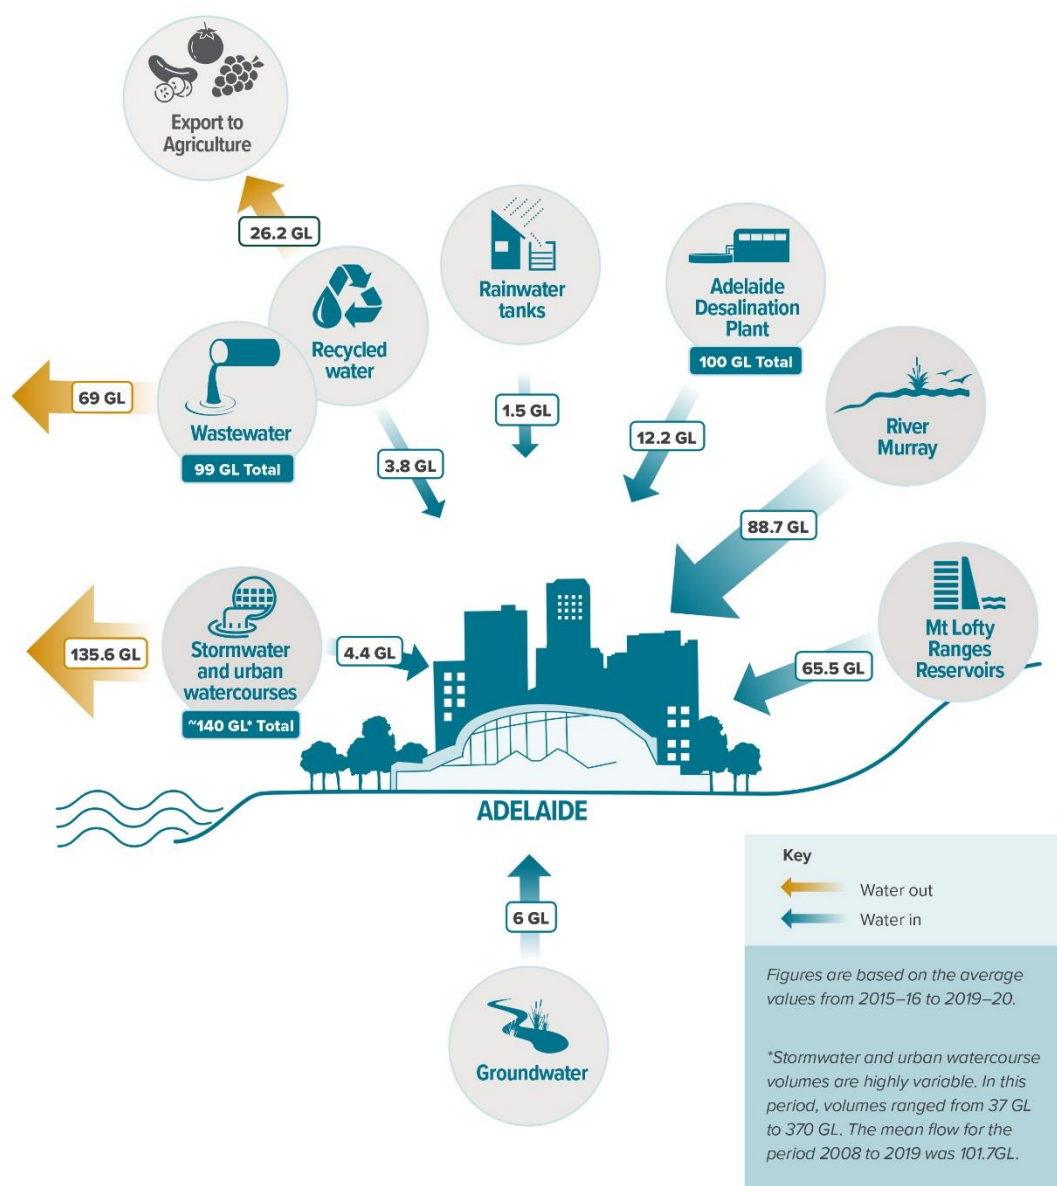 Export to
Agriculture
26.2 GL
Rainwater
tanks
Adelaide
Desalination
Plant
100 GL Total
Recycled
water
69 GL
Wastewater
99 GL Total
1.5 GL
12.2 GL
River
Murray
3.8 GL
88.7 GL
Stormwater
and urban
watercourses
~140 GL* Total
135.6 GL
4.4 GL
Mt Lofty
Ranges
Reservoirs
65.5 GL
ADELAIDE
6 GL
Groundwater
Key
Water out
Water in
Figures are based on the average
values from 2015–16 to 2019–20.
*Stormwater and urban watercourse
volumes are highly variable. In this
period, volumes ranged from 37 GL
to 370 GL. The mean flow for the
period 2008 to 2019 was 101.7GL.